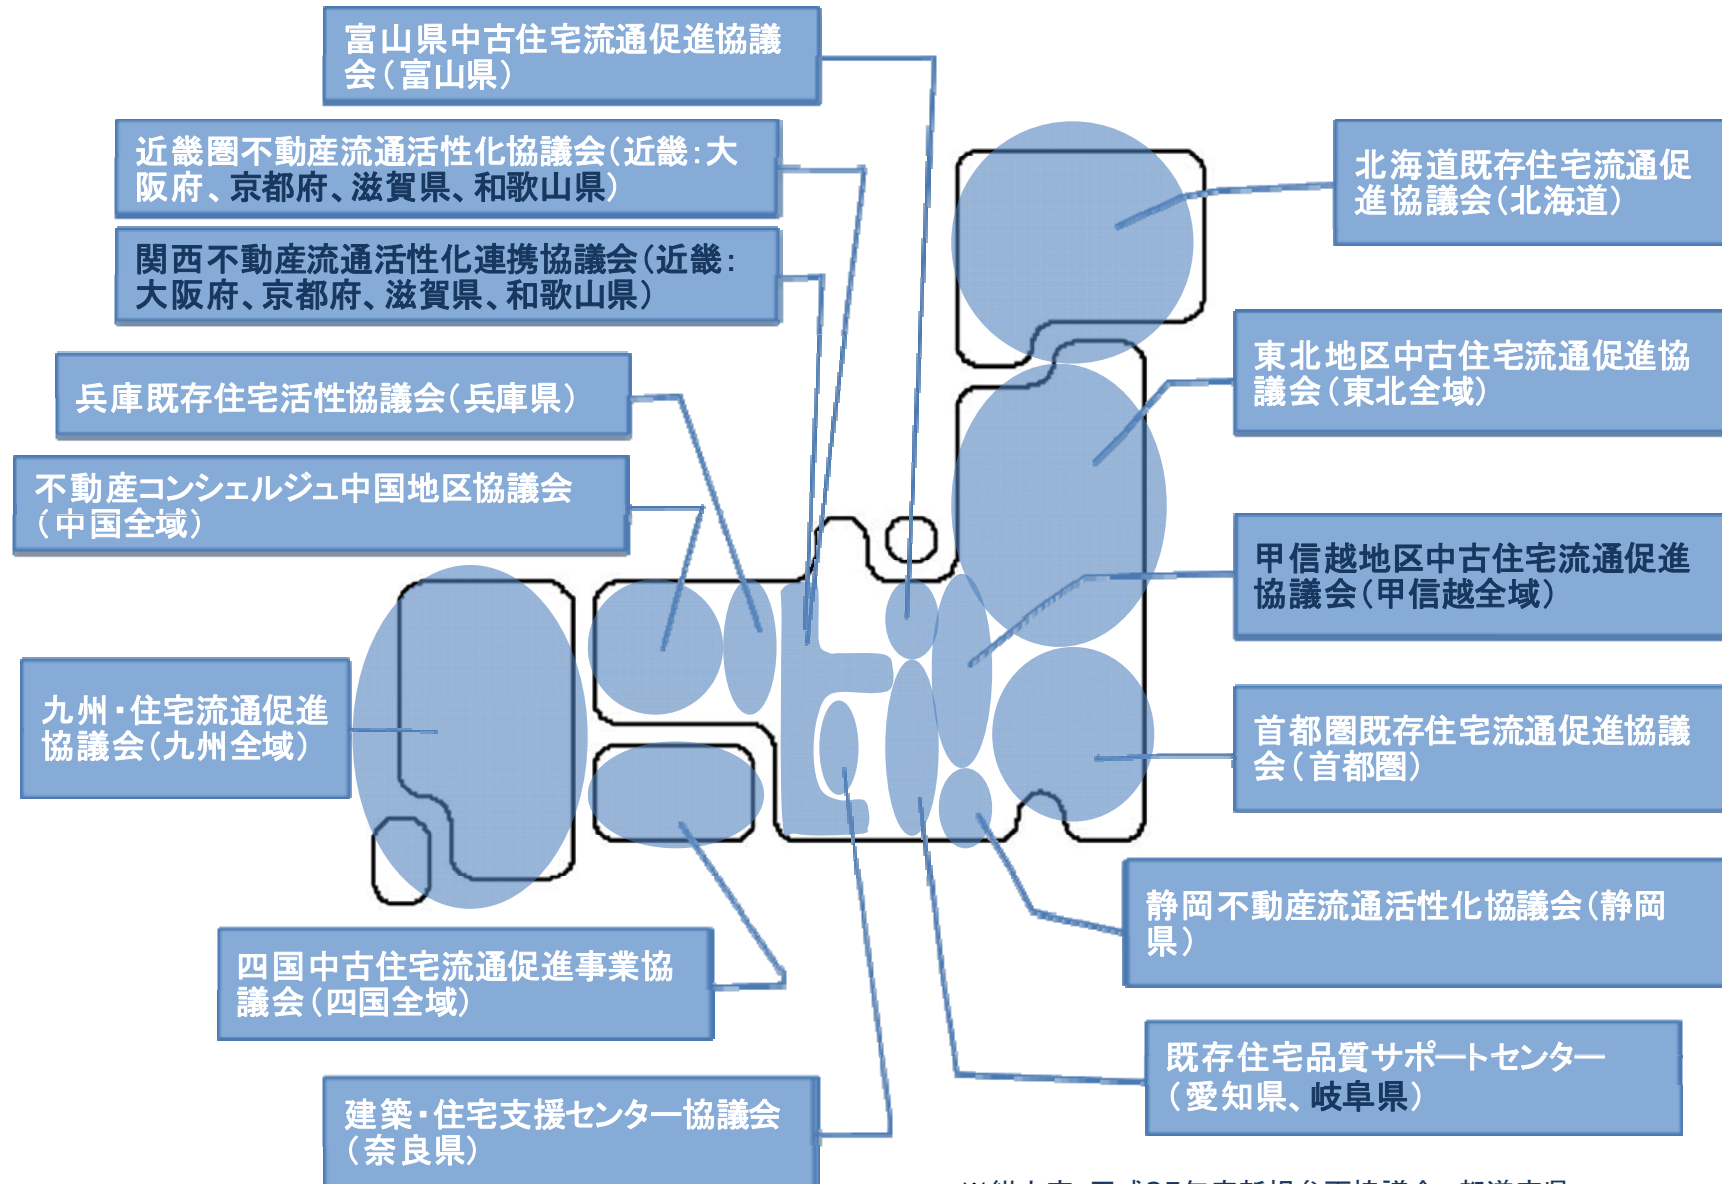 富山県中古住宅流通促進協議
会（富山県）
近畿圏不動産流通活性化協議会（近畿：大
阪府、京都府、滋賀県、和歌山県）
関西不動産流通活性化連携協議会（近畿：
大阪府、京都府、滋賀県、和歌山県）
兵庫既存住宅活性協議会（兵庫県）
不動産コンシェルジュ中国地区協議会
（中国全域）
九州・住宅流通促進
協議会（九州全域）
四国中古住宅流通促進事業協
議会（四国全域）
建築・住宅支援センター協議会
（奈良県）
北海道既存住宅流通促
進協議会（北海道）
東北地区中古住宅流通促進協
議会（東北全域）
甲信越地区中古住宅流通促進
協議会（甲信越全域）
首都圏既存住宅流通促進協議
会（首都圏）
静岡不動産流通活性化協議会（静岡
県）
既存住宅品質サポートセンター
（愛知県、岐阜県）